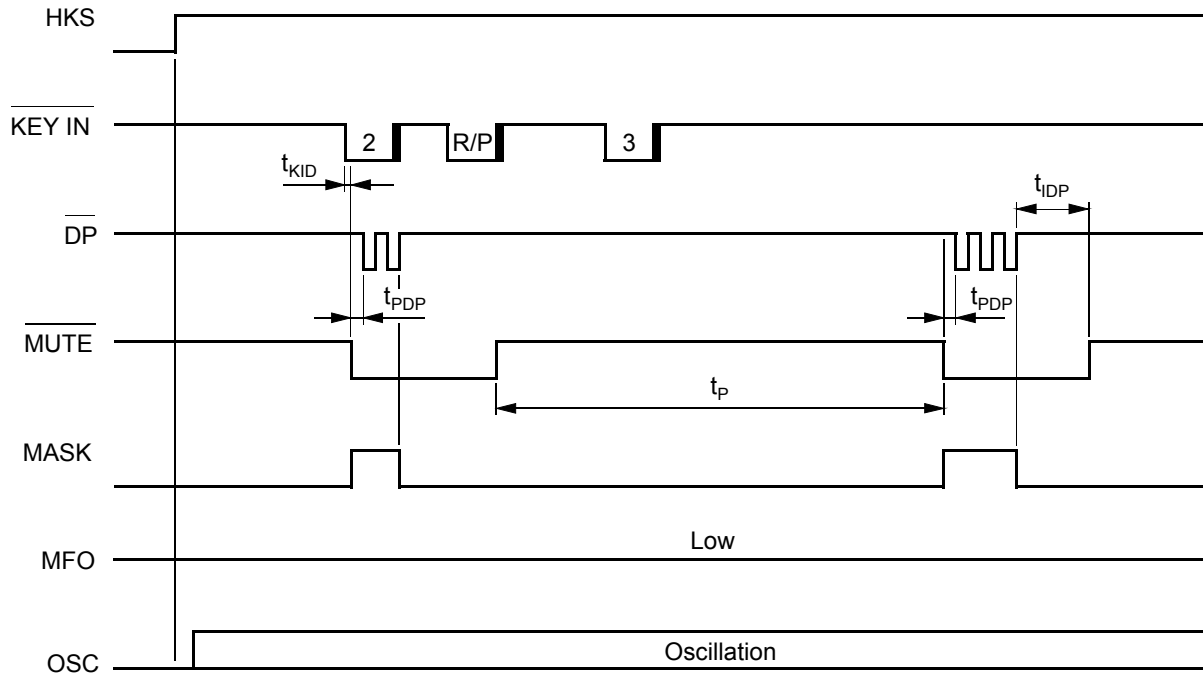 HKS
KEY IN
2
R/P
3
tKID
tIDP
DP
tPDP
tPDP
MUTE
tP
MASK
Low
MFO
Oscillation
OSC